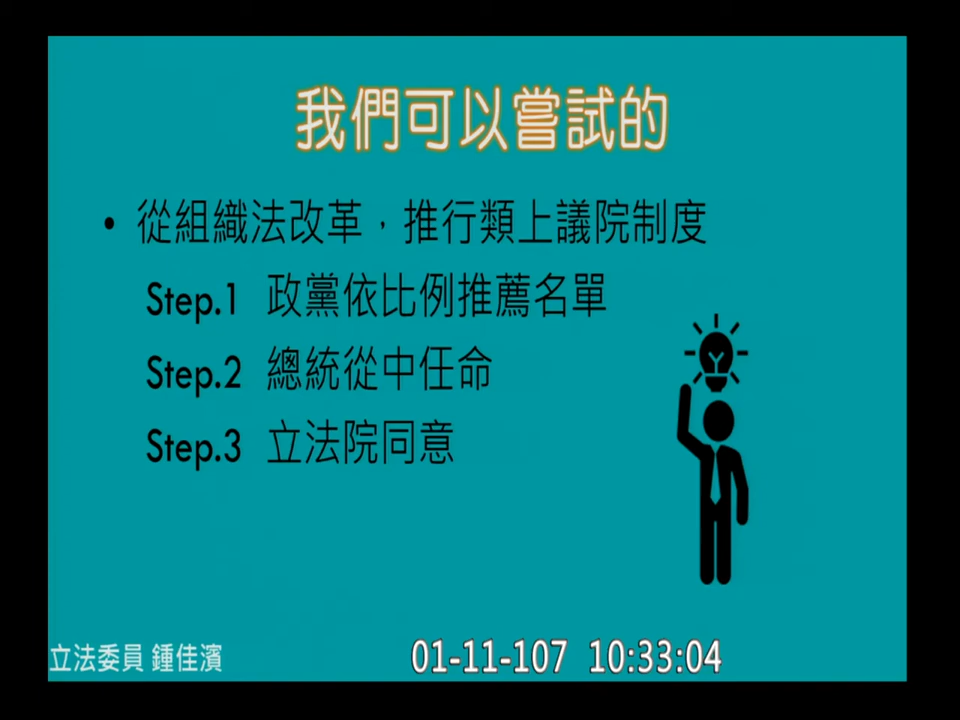 我們可以嘗試的
• 從組織法改革，推行類上議院制度
Step.1 政黨依比例推薦名單
Step.2 總統從中任命
Step.3 立法院同意
立法委員 鍾佳濱
01-11-107 10:33:04